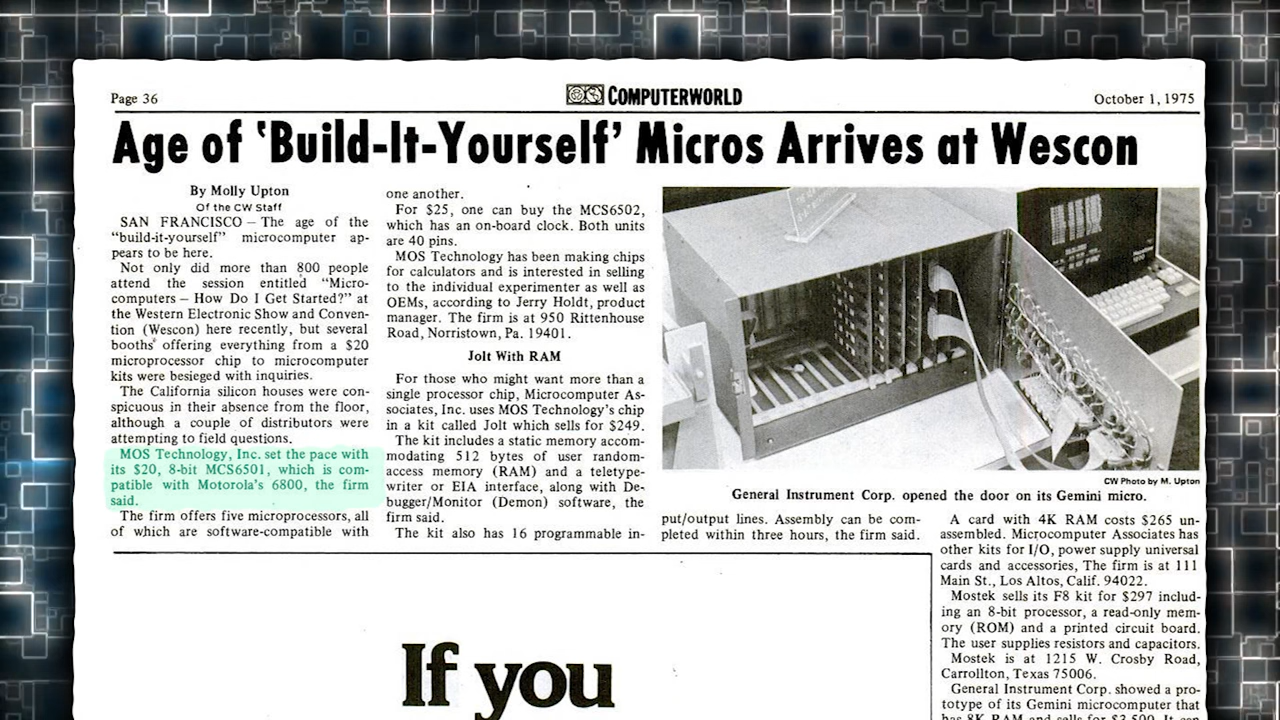 Page 36
COMPUTERWORLD
October 1, 1975
Age of 'Build-It-Yourself' Micros Arrives at Wescon
By Molly Upton
Of the CW Staff
SAN FRANCISCO – The age of the
"build-it-yourself" microcomputer ap-
pears to be here.
Not only did more than 800 people
attend the session entitled "Micro-
computers – How Do I Get Started?" at
the Western Electronic Show and Conven-
tion (Wescon) here recently, but several
booths offering everything from a $20
microprocessor chip to microcomputer
kits were besieged with inquiries.
The California silicon houses were con-
spicuous in their absence from the floor,
although a couple of distributors were
attempting to field questions.
MOS Technology, Inc. set the pace with
its $20, 8-bit MCS6501, which is com-
patible with Motorola's 6800, the firm
said.
The firm offers five microprocessors, all
of which are software-compatible with
one another.
For $25, one can buy the MCS6502,
which has an on-board clock. Both units
are 40 pins.
MOS Technology has been making chips
for calculators and is interested in selling
to the individual experimenter as well as
OEMs, according to Jerry Holdt, product
manager. The firm is at 950 Rittenhouse
Road, Norristown, Pa. 19401.
Jolt With RAM
For those who might want more than a
single processor chip, Microcomputer As-
sociates, Inc. uses MOS Technology's chip
in a kit called Jolt which sells for $249.
The kit includes a static memory accom-
modating 512 bytes of user random-
access memory (RAM) and a teletype-
writer or EIA interface, along with De-
bugger/Monitor (Demon) software, the
firm said.
The kit also has 16 programmable in-
CW Photo by M. Upton
General Instrument Corp. opened the door on its Gemini micro.
put/output lines. Assembly can be com-
pleted within three hours, the firm said.
A card with 4K RAM costs $265 un-
assembled. Microcomputer Associates has
other kits for I/O, power supply universal
cards and accessories, The firm is at 111
Main St., Los Altos, Calif. 94022.
Mostek sells its F8 kit for $297 includ-
ing an 8-bit processor, a read-only mem-
ory (ROM) and a printed circuit board.
The user supplies resistors and capacitors.
Mostek is at 1215 W. Crosby Road,
Carrollton, Texas 75006.
General Instrument Corp. showed a pro-
totype of its Gemini microcomputer that
has 8K RAM and sells for $2,500. It can
If you